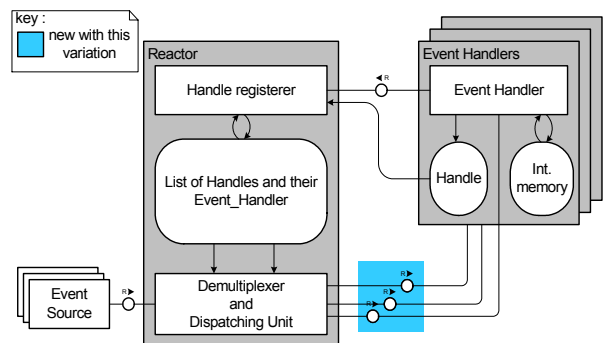 key :
new with this
variation
Reactor
Event Handlers
Handle registerer
R
Event Handler
List of Handles and their
Event_Handler
Handle
Int.
memory
Event
Source
R
Demultiplexer
and
Dispatching Unit
R
R
R